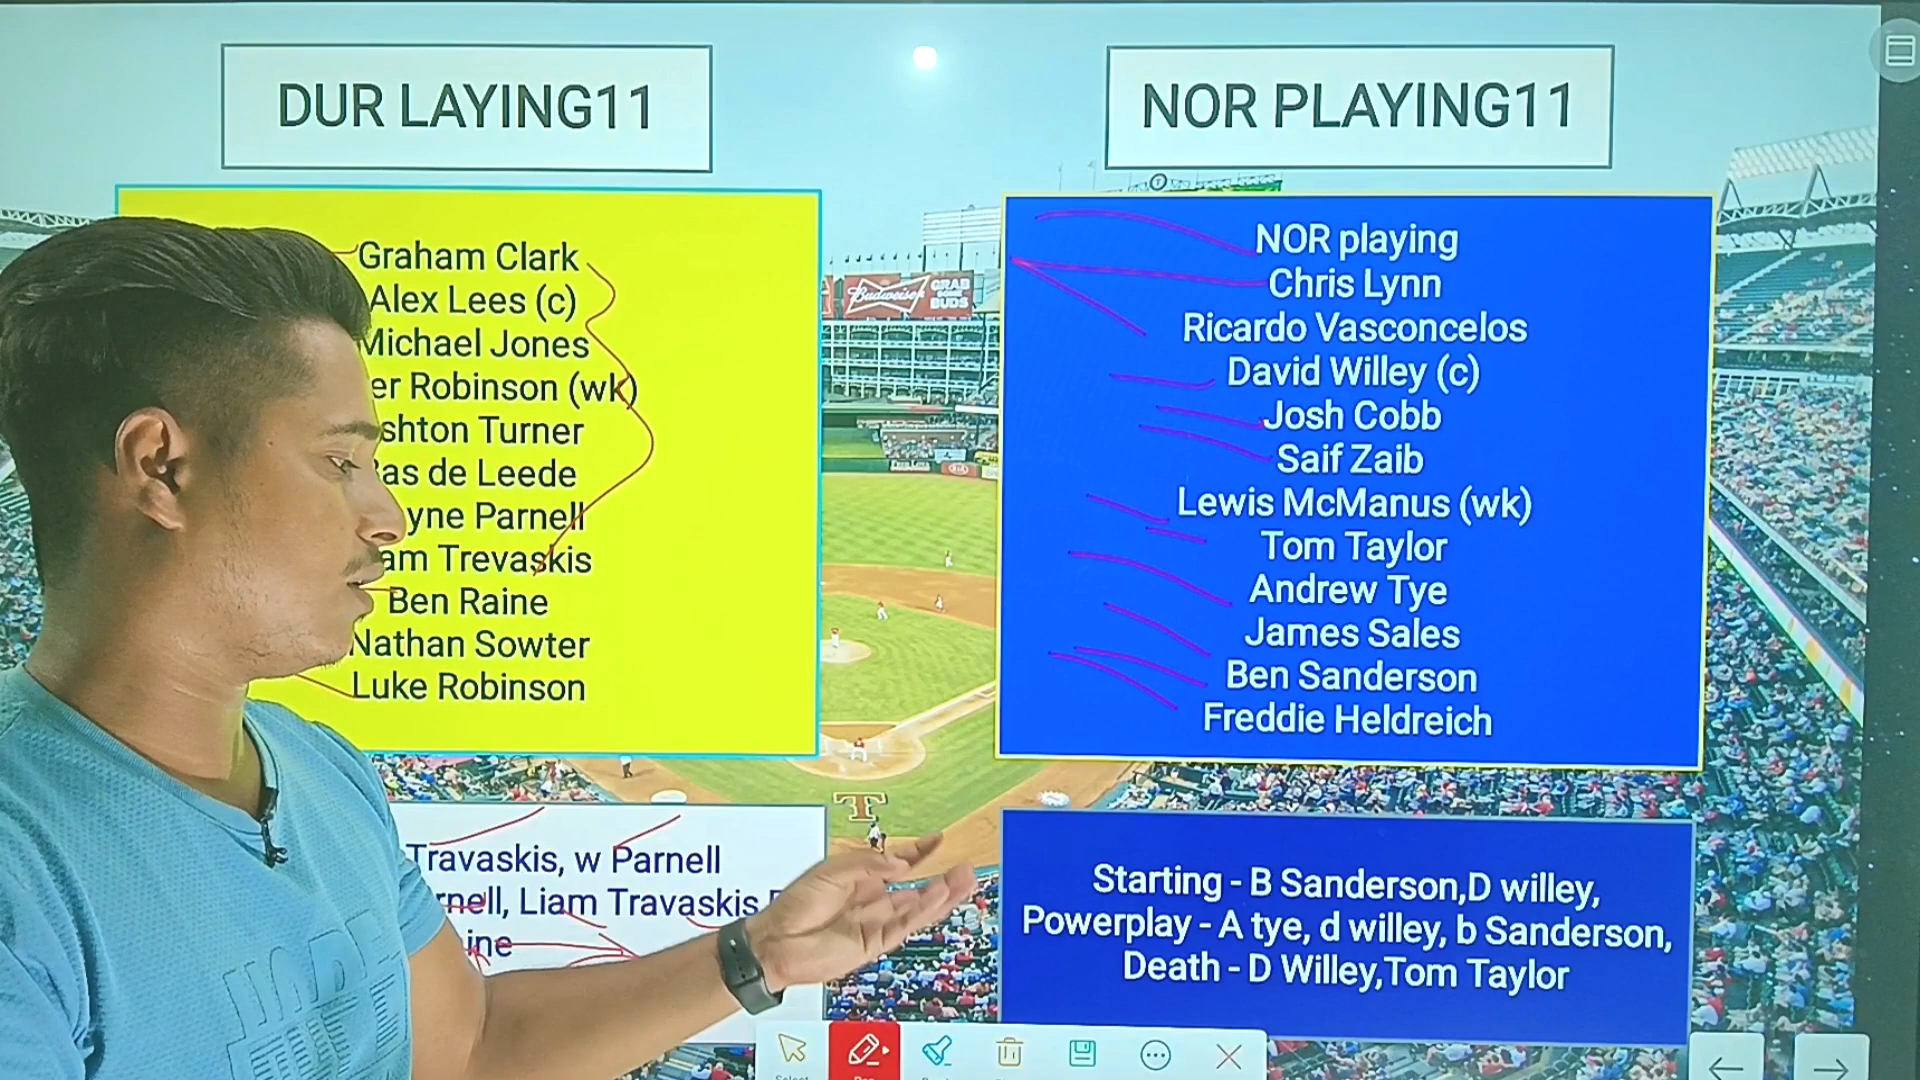 DUR LAYING11
NOR PLAYING11
Graham Clark
Alex Lees (c)
Michael Jones
er Robinson (wk)
shton Turner
as de Leede
yne Parnell
am Trevaskis
Ben Raine
Nathan Sowter
Luke Robinson
NOR playing
Chris Lynn
Ricardo Vasconcelos
David Willey (c)
Josh Cobb
Saif Zaib
Lewis McManus (wk)
Tom Taylor
Andrew Tye
James Sales
Ben Sanderson
Freddie Heldreich
Budweiser GRAB SOME BUDS
Travaskis, w Parnell
rnell, Liam Travaskis
ine
Starting - B Sanderson,D willey,
Powerplay - A tye, d willey, b Sanderson,
Death - D Willey,Tom Taylor
T
Select